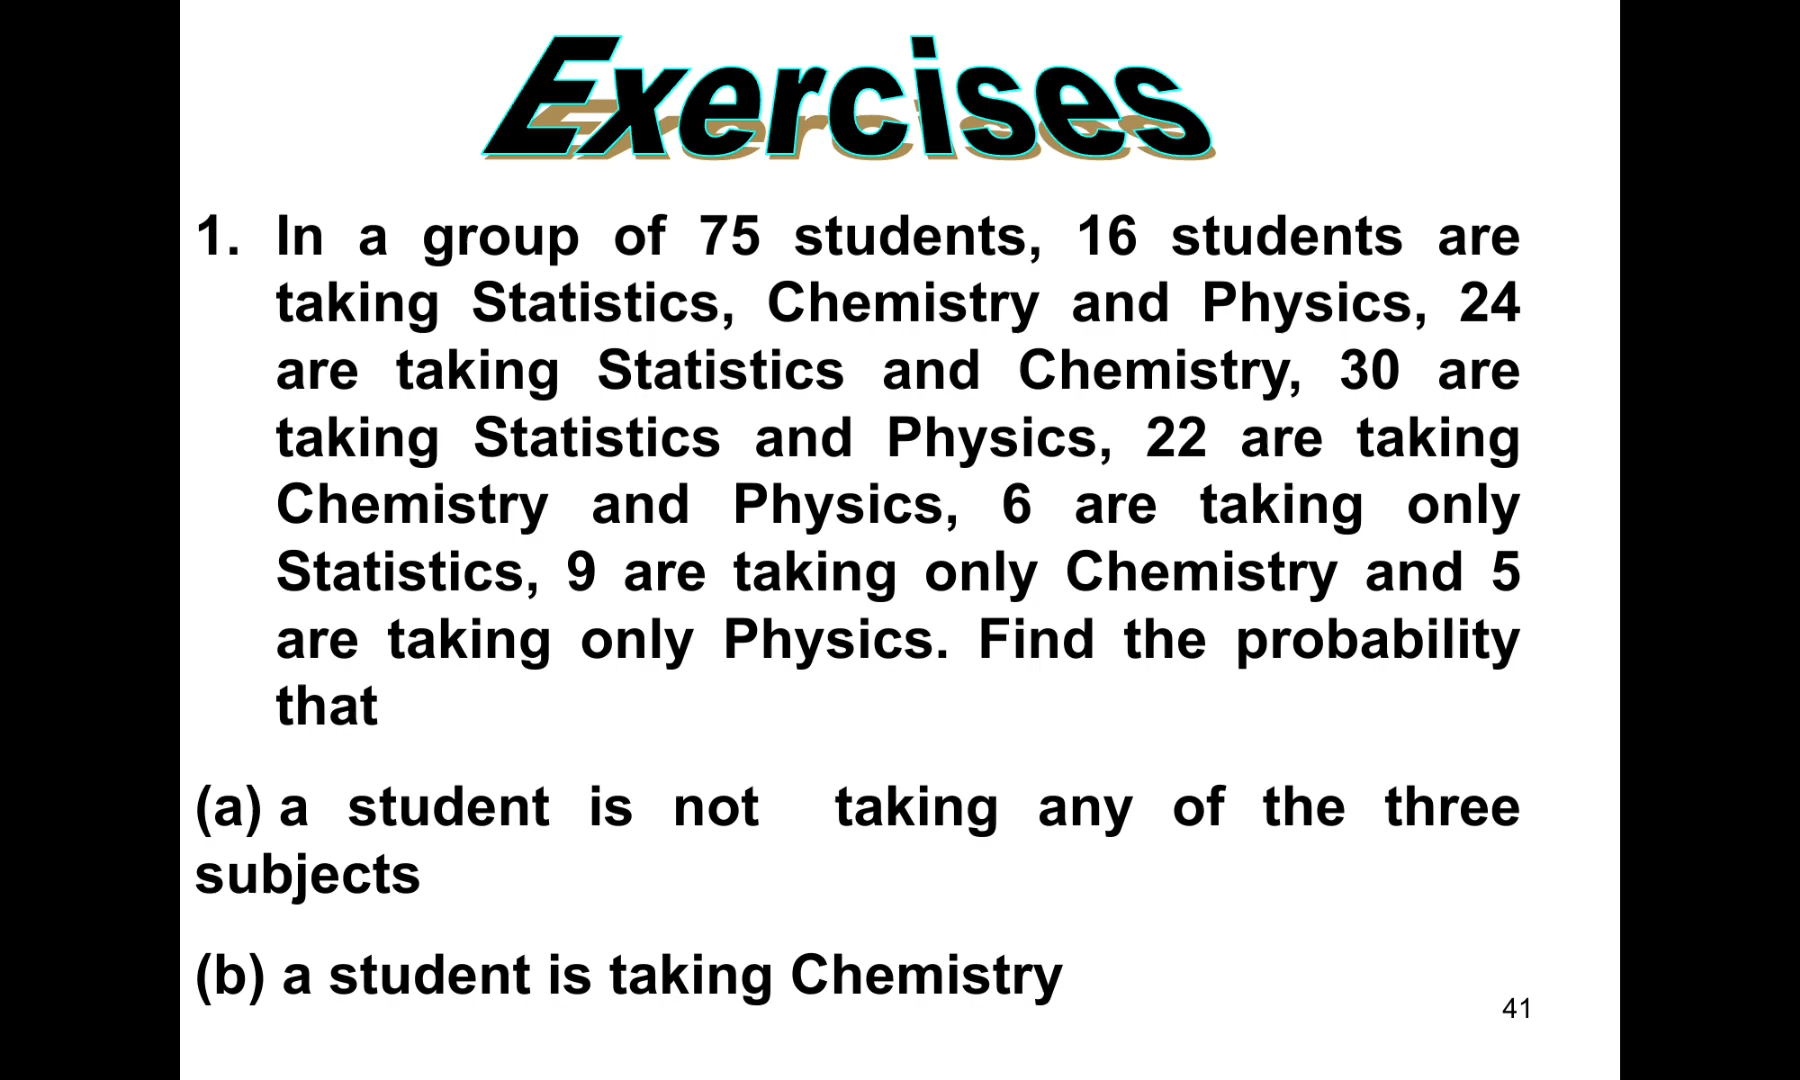 Exercises
1. In a group of 75 students, 16 students are
taking Statistics, Chemistry and Physics, 24
are taking Statistics and Chemistry, 30 are
taking Statistics and Physics, 22 are taking
Chemistry and Physics, 6 are taking only
Statistics, 9 are taking only Chemistry and 5
are taking only Physics. Find the probability
that
(a) a student is not taking any of the three
subjects
(b) a student is taking Chemistry
41